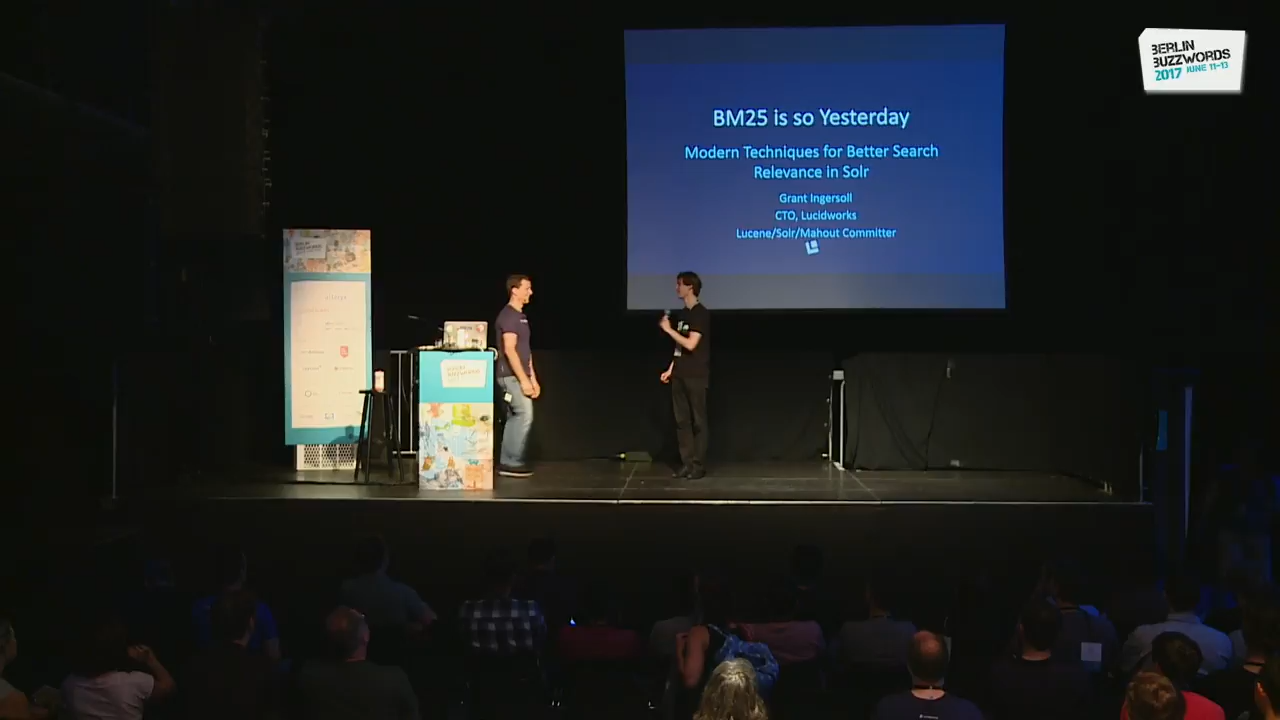 BERLIN
BUZZWORDS
2017 JUNE 11-13
BM25 is so Yesterday
Modern Techniques for Better Search
Relevance in Solr
Grant Ingersoll
CTO, Lucidworks
Lucene/Solr/Mahout Committer